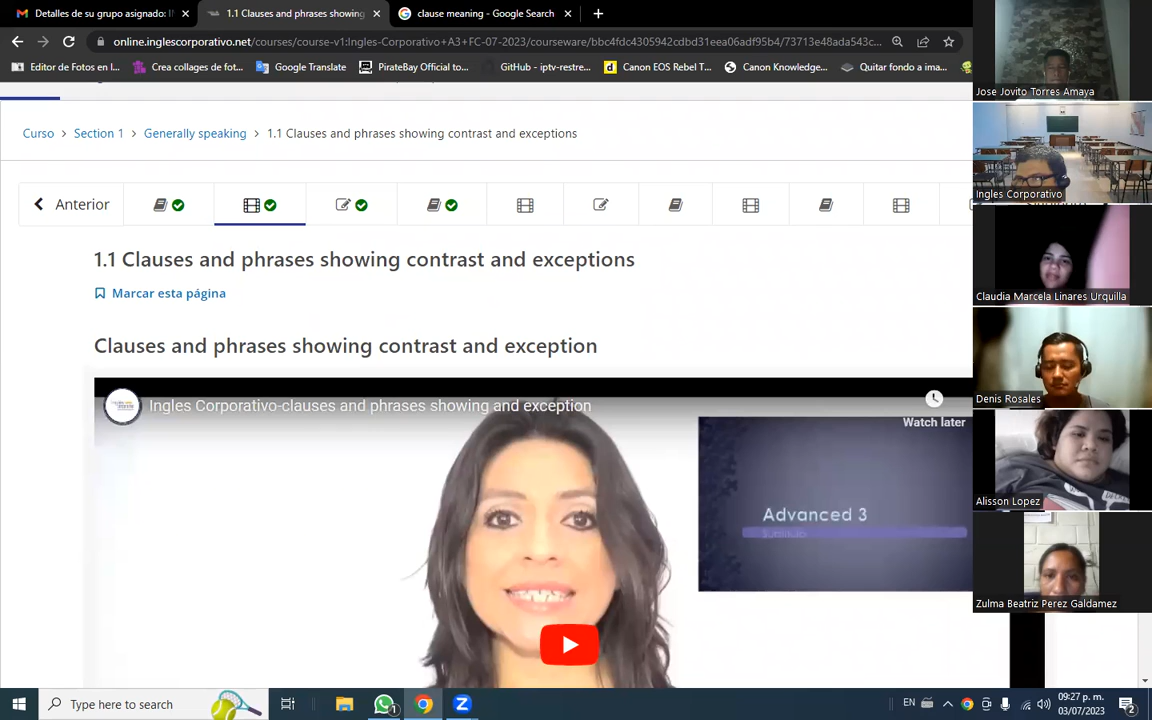 Detalles de su grupo asignado: I
1.1 Clauses and phrases showing
clause meaning - Google Search
online.inglescorporativo.net/courses/course-v1:Ingles-Corporativo+A3+FC-07-2023/courseware/bbc4fdc4305942cdbd31eea06adf95b4/73713e48ada543c...
Editor de Fotos en l...
Crea collages de fot...
Google Translate
PirateBay Official to...
GitHub - iptv-restre...
Canon EOS Rebel T...
Canon Knowledge...
Quitar fondo a ima...
Curso > Section 1 > Generally speaking > 1.1 Clauses and phrases showing contrast and exceptions
Anterior
1.1 Clauses and phrases showing contrast and exceptions
Marcar esta página
Clauses and phrases showing contrast and exception
Ingles Corporativo-clauses and phrases showing and exception
Watch later
Advanced 3
Jose Jovito Torres Amaya
Ingles Corporativo
Claudia Marcela Linares Urquilla
Denis Rosales
Alisson Lopez
Zulma Beatriz Perez Galdamez
Type here to search
1
EN
09:27 p. m.
03/07/2023
2